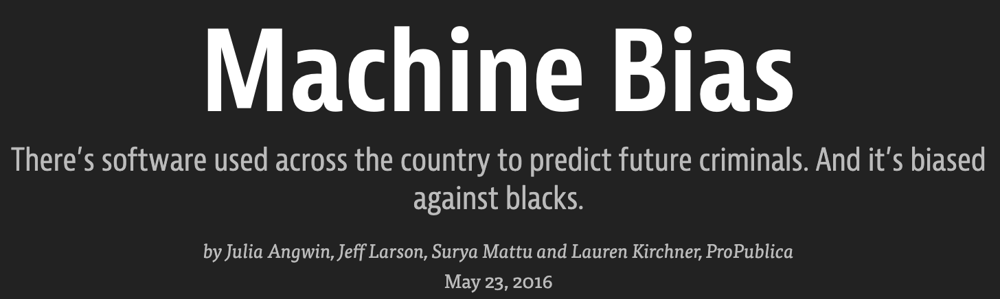 Machine Bias
There’s software used across the country to predict future criminals. And it’s biased
against blacks.
by Julia Angwin, Jeff Larson, Surya Mattu and Lauren Kirchner, ProPublica
May 23, 2016